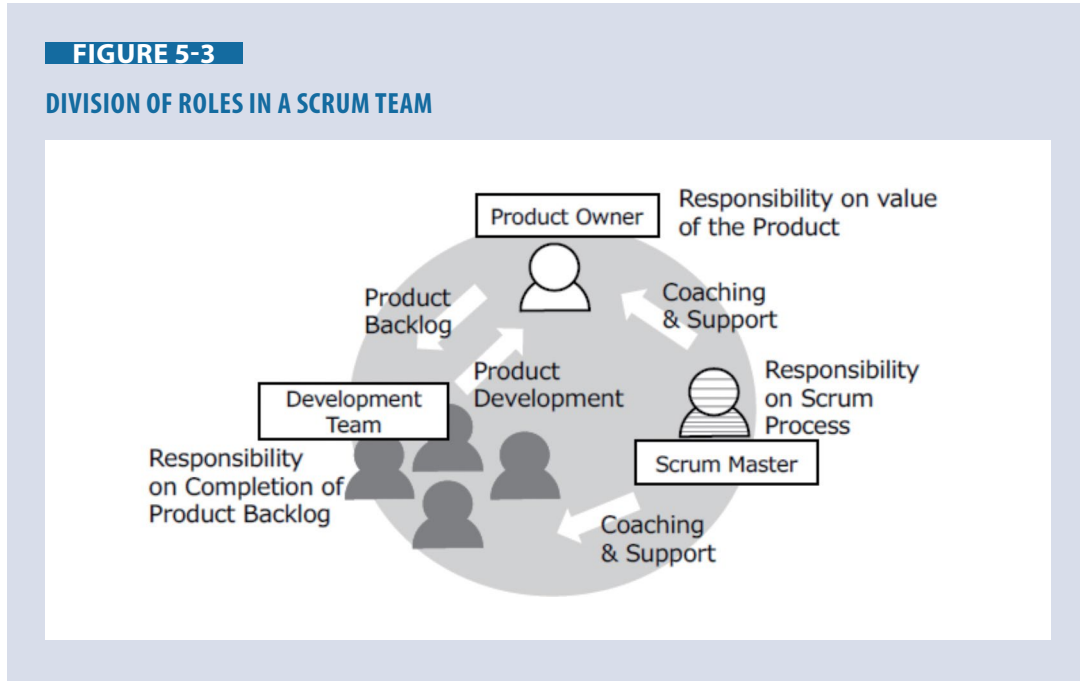 FIGURE 5-3
DIVISION OF ROLES IN A SCRUM TEAM
Product Owner
Responsibility on value
of the Product
Product
Backlog
Coaching
& Support
Product
Development
Development
Team
Responsibility
on Scrum
Process
Scrum Master
Responsibility
on Completion of
Product Backlog
Coaching
& Support